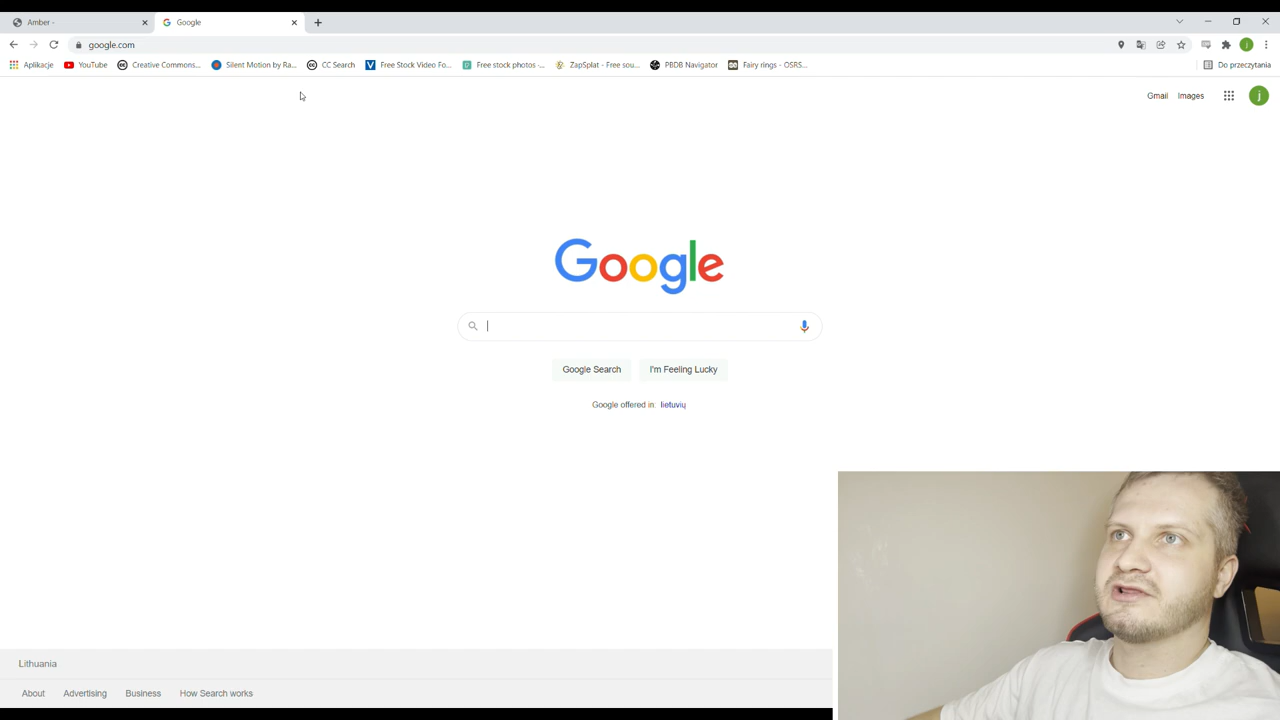 Amber -
Google
google.com
Aplikacje
YouTube
Creative Commons...
Silent Motion by Ra...
CC Search
Free Stock Video Fo...
Free stock photos -...
ZapSplat - Free sou...
PBDB Navigator
Fairy rings - OSRS...
Do przeczytania
Gmail
Images
j
Google
Google Search
I'm Feeling Lucky
Google offered in: lietuvių
Lithuania
About
Advertising
Business
How Search works